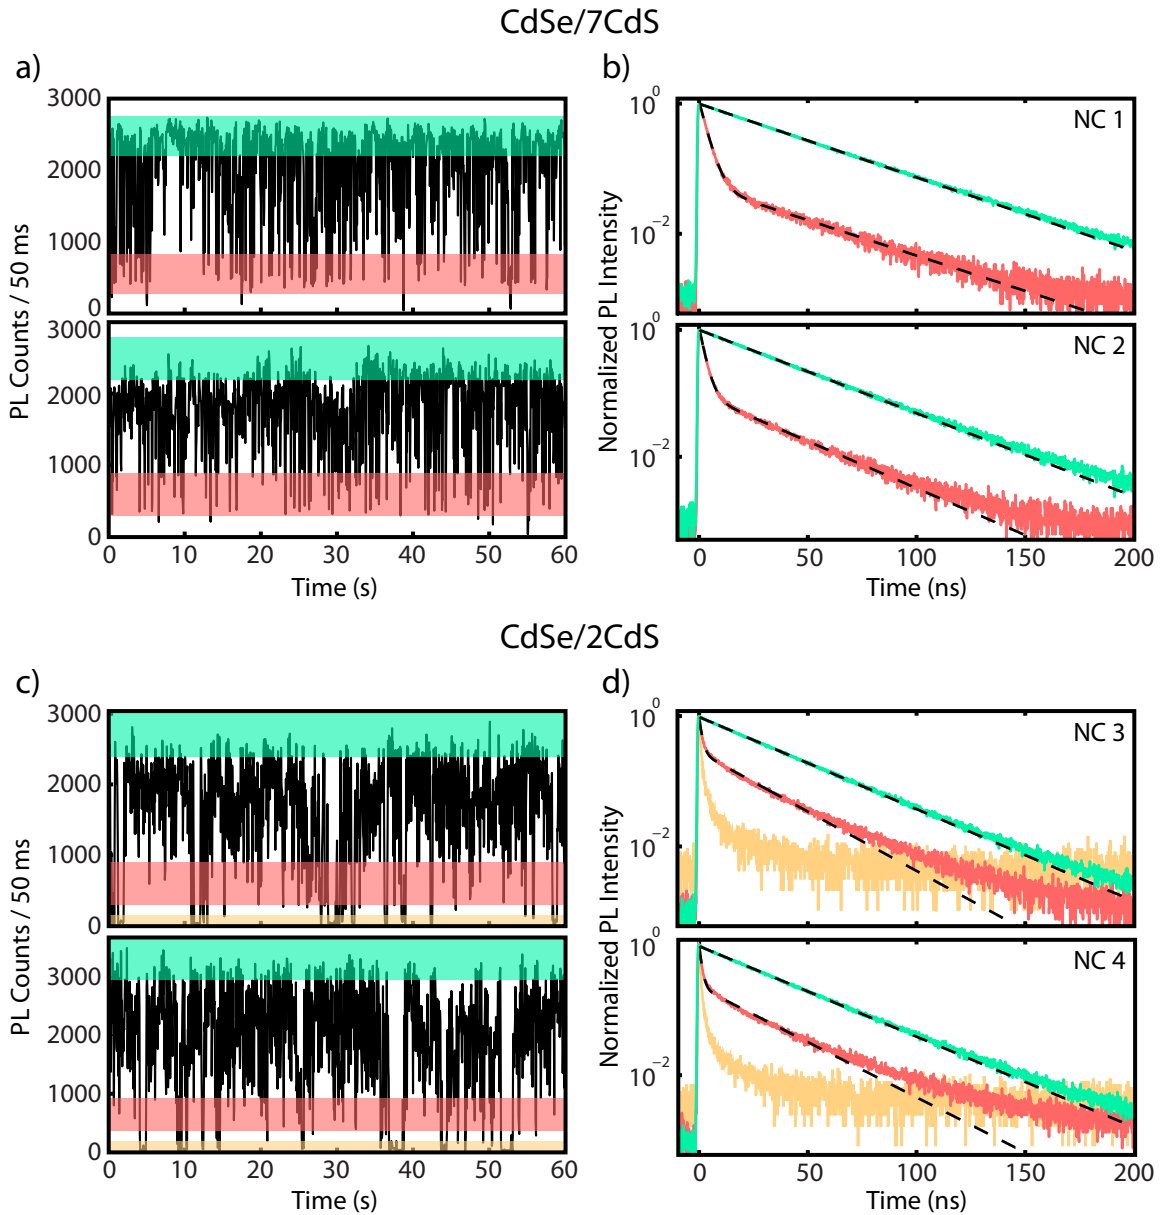 CdSe/7CdS
a)
b)
3000
2000
1000
0
3000
2000
1000
0
PL Counts / 50 ms
0 10 20 30 40 50 60
Time (s)
NC 1
10^0
10^-2
0
NC 2
10^0
10^-2
Normalized PL Intensity
0 50 100 150 200
Time (ns)
CdSe/2CdS
c)
d)
3000
2000
1000
0
3000
2000
1000
0
PL Counts / 50 ms
0 10 20 30 40 50 60
Time (s)
NC 3
10^0
10^-2
0
NC 4
10
10^-2
Normalized PL Intensity
0 50 100 150 200
Time (ns)